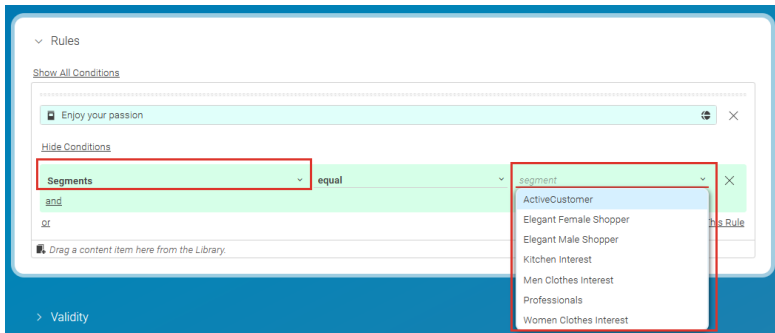 Rules
Show All Conditions
Enjoy your passion
Hide Conditions
Segments equal segment
and
ActiveCustomer
Elegant Female Shopper
or his Rule
Elegant Male Shopper
Drag a content item here from the Library.
Kitchen Interest
Men Clothes Interest
Professionals
Women Clothes Interest
Validity